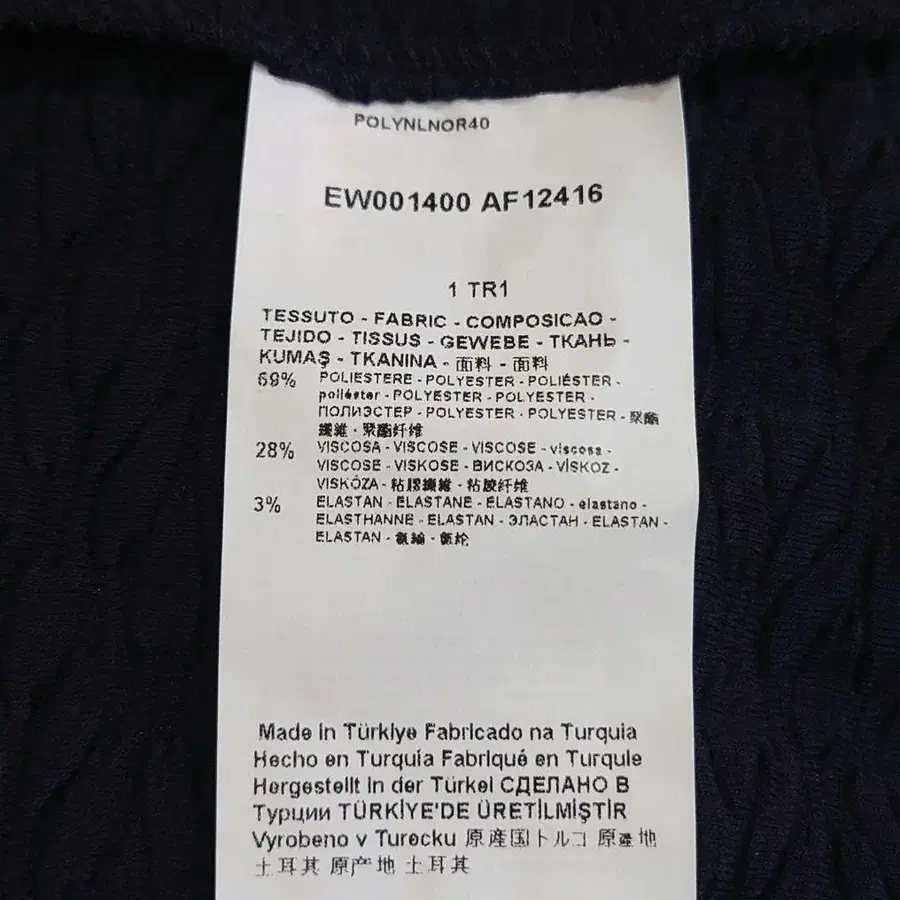 POLYNLNOR40
EW001400 AF12416
1 TR1
TESSUTO - FABRIC - COMPOSICAO -
TEJIDO - TISSUS - GEWEBE - ТКАНЬ -
KUMAŞ - TKANINA - 面料 - 面料
69% POLIESTERE - POLYESTER - POLIÉSTER -
poliéster - POLYESTER - POLYESTER -
ПОЛИЭСТЕР - POLYESTER - POLYESTER - 聚酯
纖維 - 聚酯纤维
28% VISCOSA - VISCOSE - VISCOSE - viscosa -
VISCOSE - VISKOSE - ВИСКОЗА - VİSKOZ -
VISKÓZA - 粘膠纖維 - 粘胶纤维
3% ELASTAN - ELASTANE - ELASTANO - elastano -
ELASTHANNE - ELASTAN - ЭЛАСТАН - ELASTAN -
ELASTAN - 氨綸 - 氨纶
Made in Türkiye Fabricado na Turquia
Hecho en Turquía Fabriqué en Turquie
Hergestellt in der Türkei СДЕЛАНО В
Турции TÜRKİYE'DE ÜRETİLMİŞTİR
Vyrobeno v Turecku 原産国トルコ 原產地
土耳其 原产地 土耳其